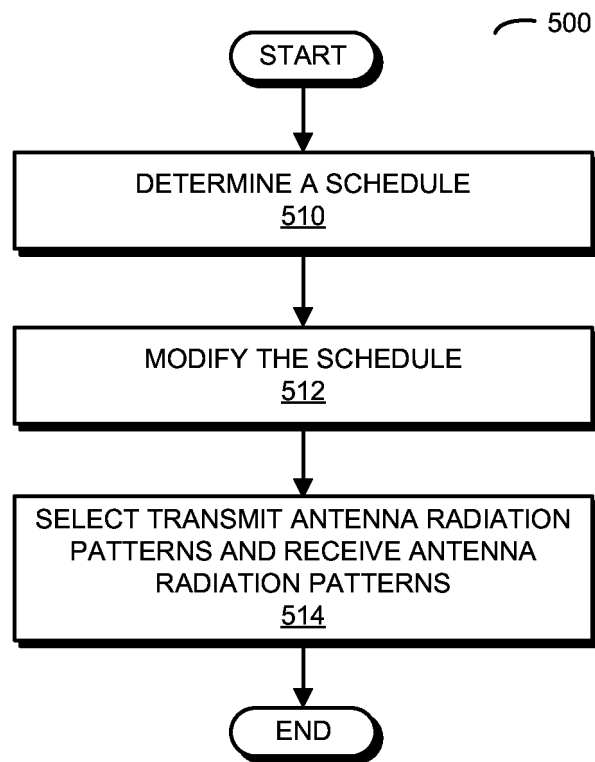 500
START
DETERMINE A SCHEDULE
510
MODIFY THE SCHEDULE
512
SELECT TRANSMIT ANTENNA RADIATION
PATTERNS AND RECEIVE ANTENNA
RADIATION PATTERNS
514
END